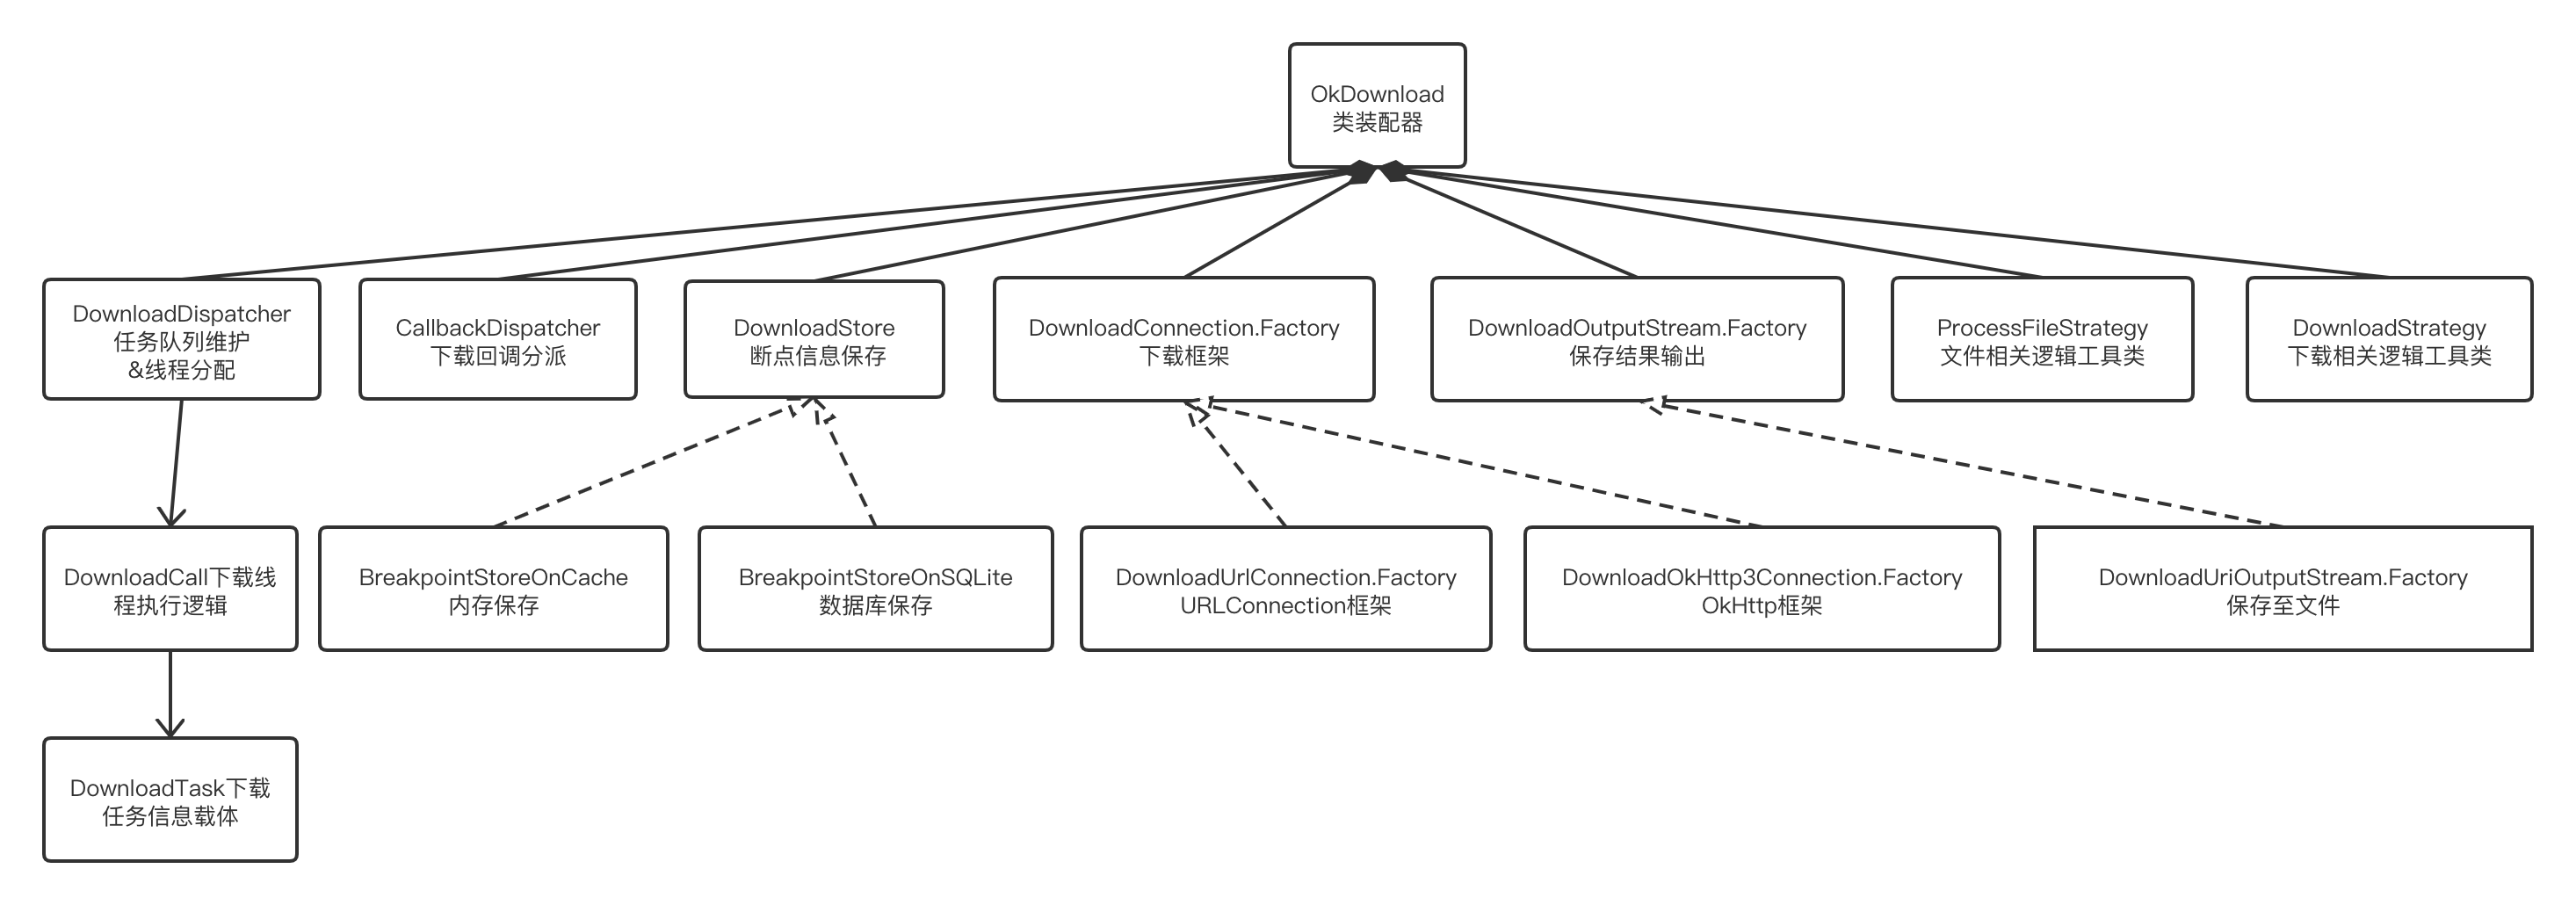 OkDownload
类装配器
DownloadDispatcher
任务队列维护
&线程分配
CallbackDispatcher
下载回调分派
DownloadStore
断点信息保存
DownloadConnection.Factory
下载框架
DownloadOutputStream.Factory
保存结果输出
ProcessFileStrategy
文件相关逻辑工具类
DownloadStrategy
下载相关逻辑工具类
DownloadCall下载线
程执行逻辑
BreakpointStoreOnCache
内存保存
BreakpointStoreOnSQLite
数据库保存
DownloadUrlConnection.Factory
URLConnection框架
DownloadOkHttp3Connection.Factory
OkHttp框架
DownloadUriOutputStream.Factory
保存至文件
DownloadTask下载
任务信息载体